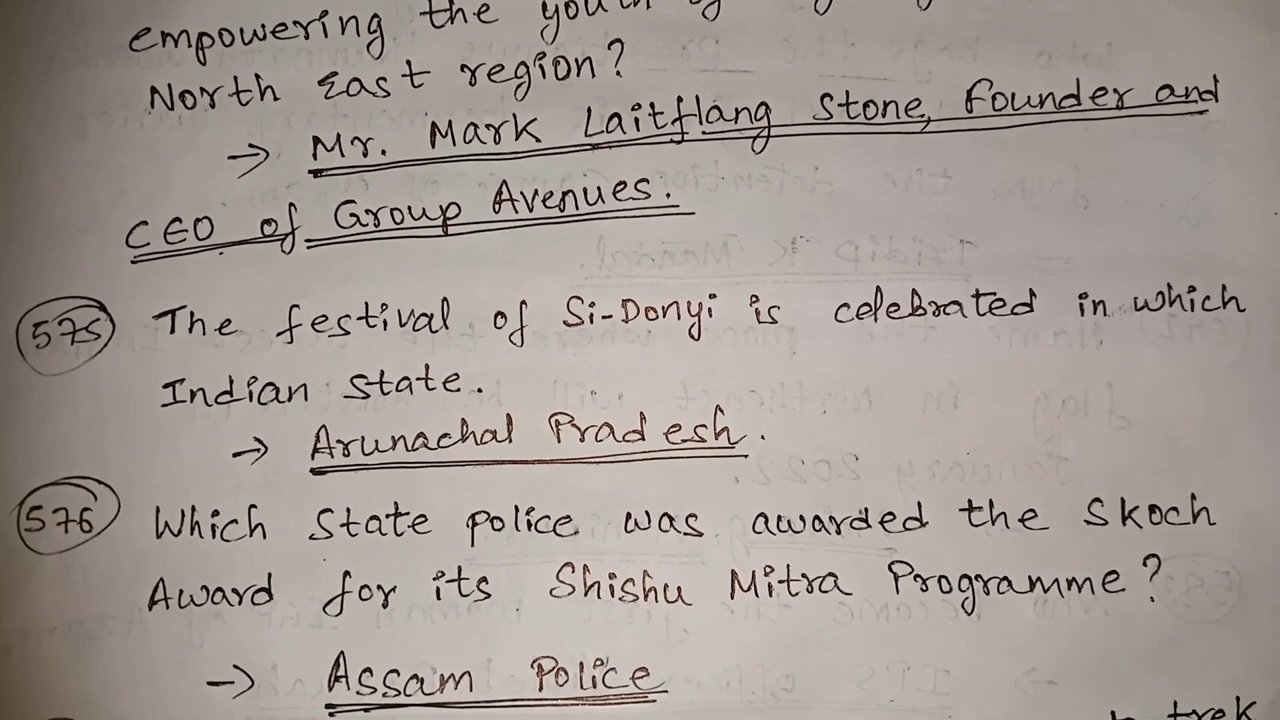 empowering the youth
North East region?
→ Mr. Mark Laitflang Stone, Founder and
CEO of Group Avenues.
575 The festival of Si-Donyi is celebrated in which
Indian state.
→ Arunachal Pradesh.
576 Which state police was awarded the Skoch
Award for its Shishu Mitra Programme?
→ Assam Police
trek